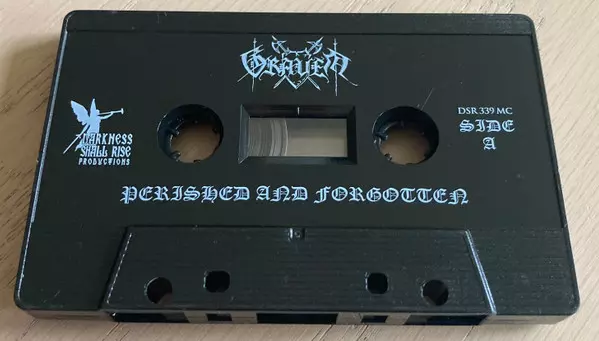 GRAVEN
DARKNESS
SHALL RISE
PRODUCTIONS
DSR 339 MC
SIDE
A
PERISHED AND FORGOTTEN